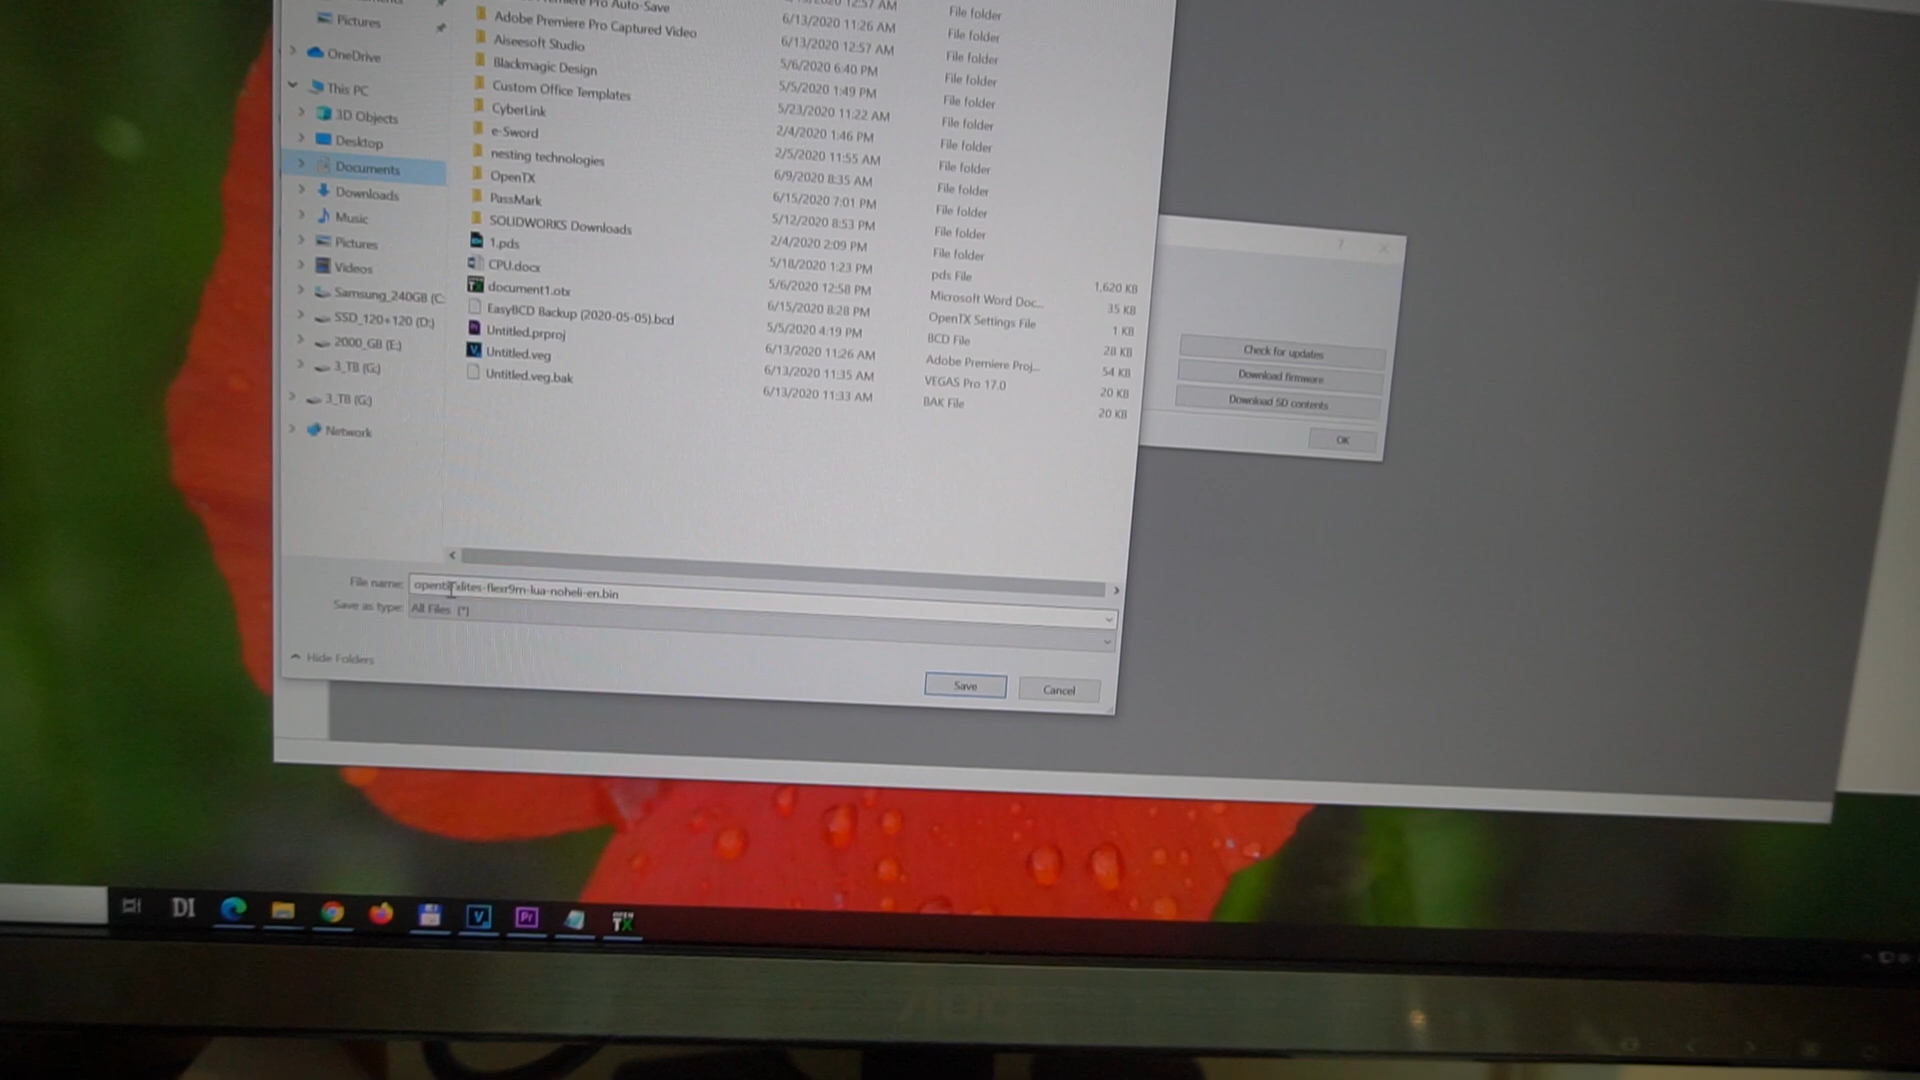 Pictures
OneDrive
This PC
3D Objects
Desktop
Documents
Downloads
Music
Pictures
Videos
Samsung_240GB (C:
SSD_120+120 (D:)
2000_GB (E:)
3_TB (G:)
3_TB (G:)
Network
Pro Auto-Save 12:57 AM File folder
Adobe Premiere Pro Captured Video 6/13/2020 11:26 AM File folder
Aiseesoft Studio 6/13/2020 12:57 AM File folder
Blackmagic Design 5/6/2020 6:40 PM File folder
Custom Office Templates 5/5/2020 1:49 PM File folder
CyberLink 5/23/2020 11:22 AM File folder
e-Sword 2/4/2020 1:46 PM File folder
nesting technologies 2/5/2020 11:55 AM File folder
OpenTX 6/9/2020 8:35 AM File folder
PassMark 6/15/2020 7:01 PM File folder
SOLIDWORKS Downloads 5/12/2020 8:53 PM File folder
1.pds 2/4/2020 2:09 PM File folder
CPU.docx 5/18/2020 1:23 PM pds File 1,620 KB
document1.otx 5/6/2020 12:58 PM Microsoft Word Doc... 35 KB
EasyBCD Backup (2020-05-05).bcd 6/15/2020 8:28 PM OpenTX Settings File 1 KB
Untitled.prproj 5/5/2020 4:19 PM BCD File 28 KB
Untitled.veg 6/13/2020 11:26 AM Adobe Premiere Proj... 54 KB
Untitled.veg.bak 6/13/2020 11:35 AM VEGAS Pro 17.0 20 KB
6/13/2020 11:33 AM BAK File 20 KB
? ×
Check for updates
Download firmware
Download SD contents
OK
File name:
Save as type: All Files (*)
Hide Folders
Save Cancel
DI V Pr OPEN TX